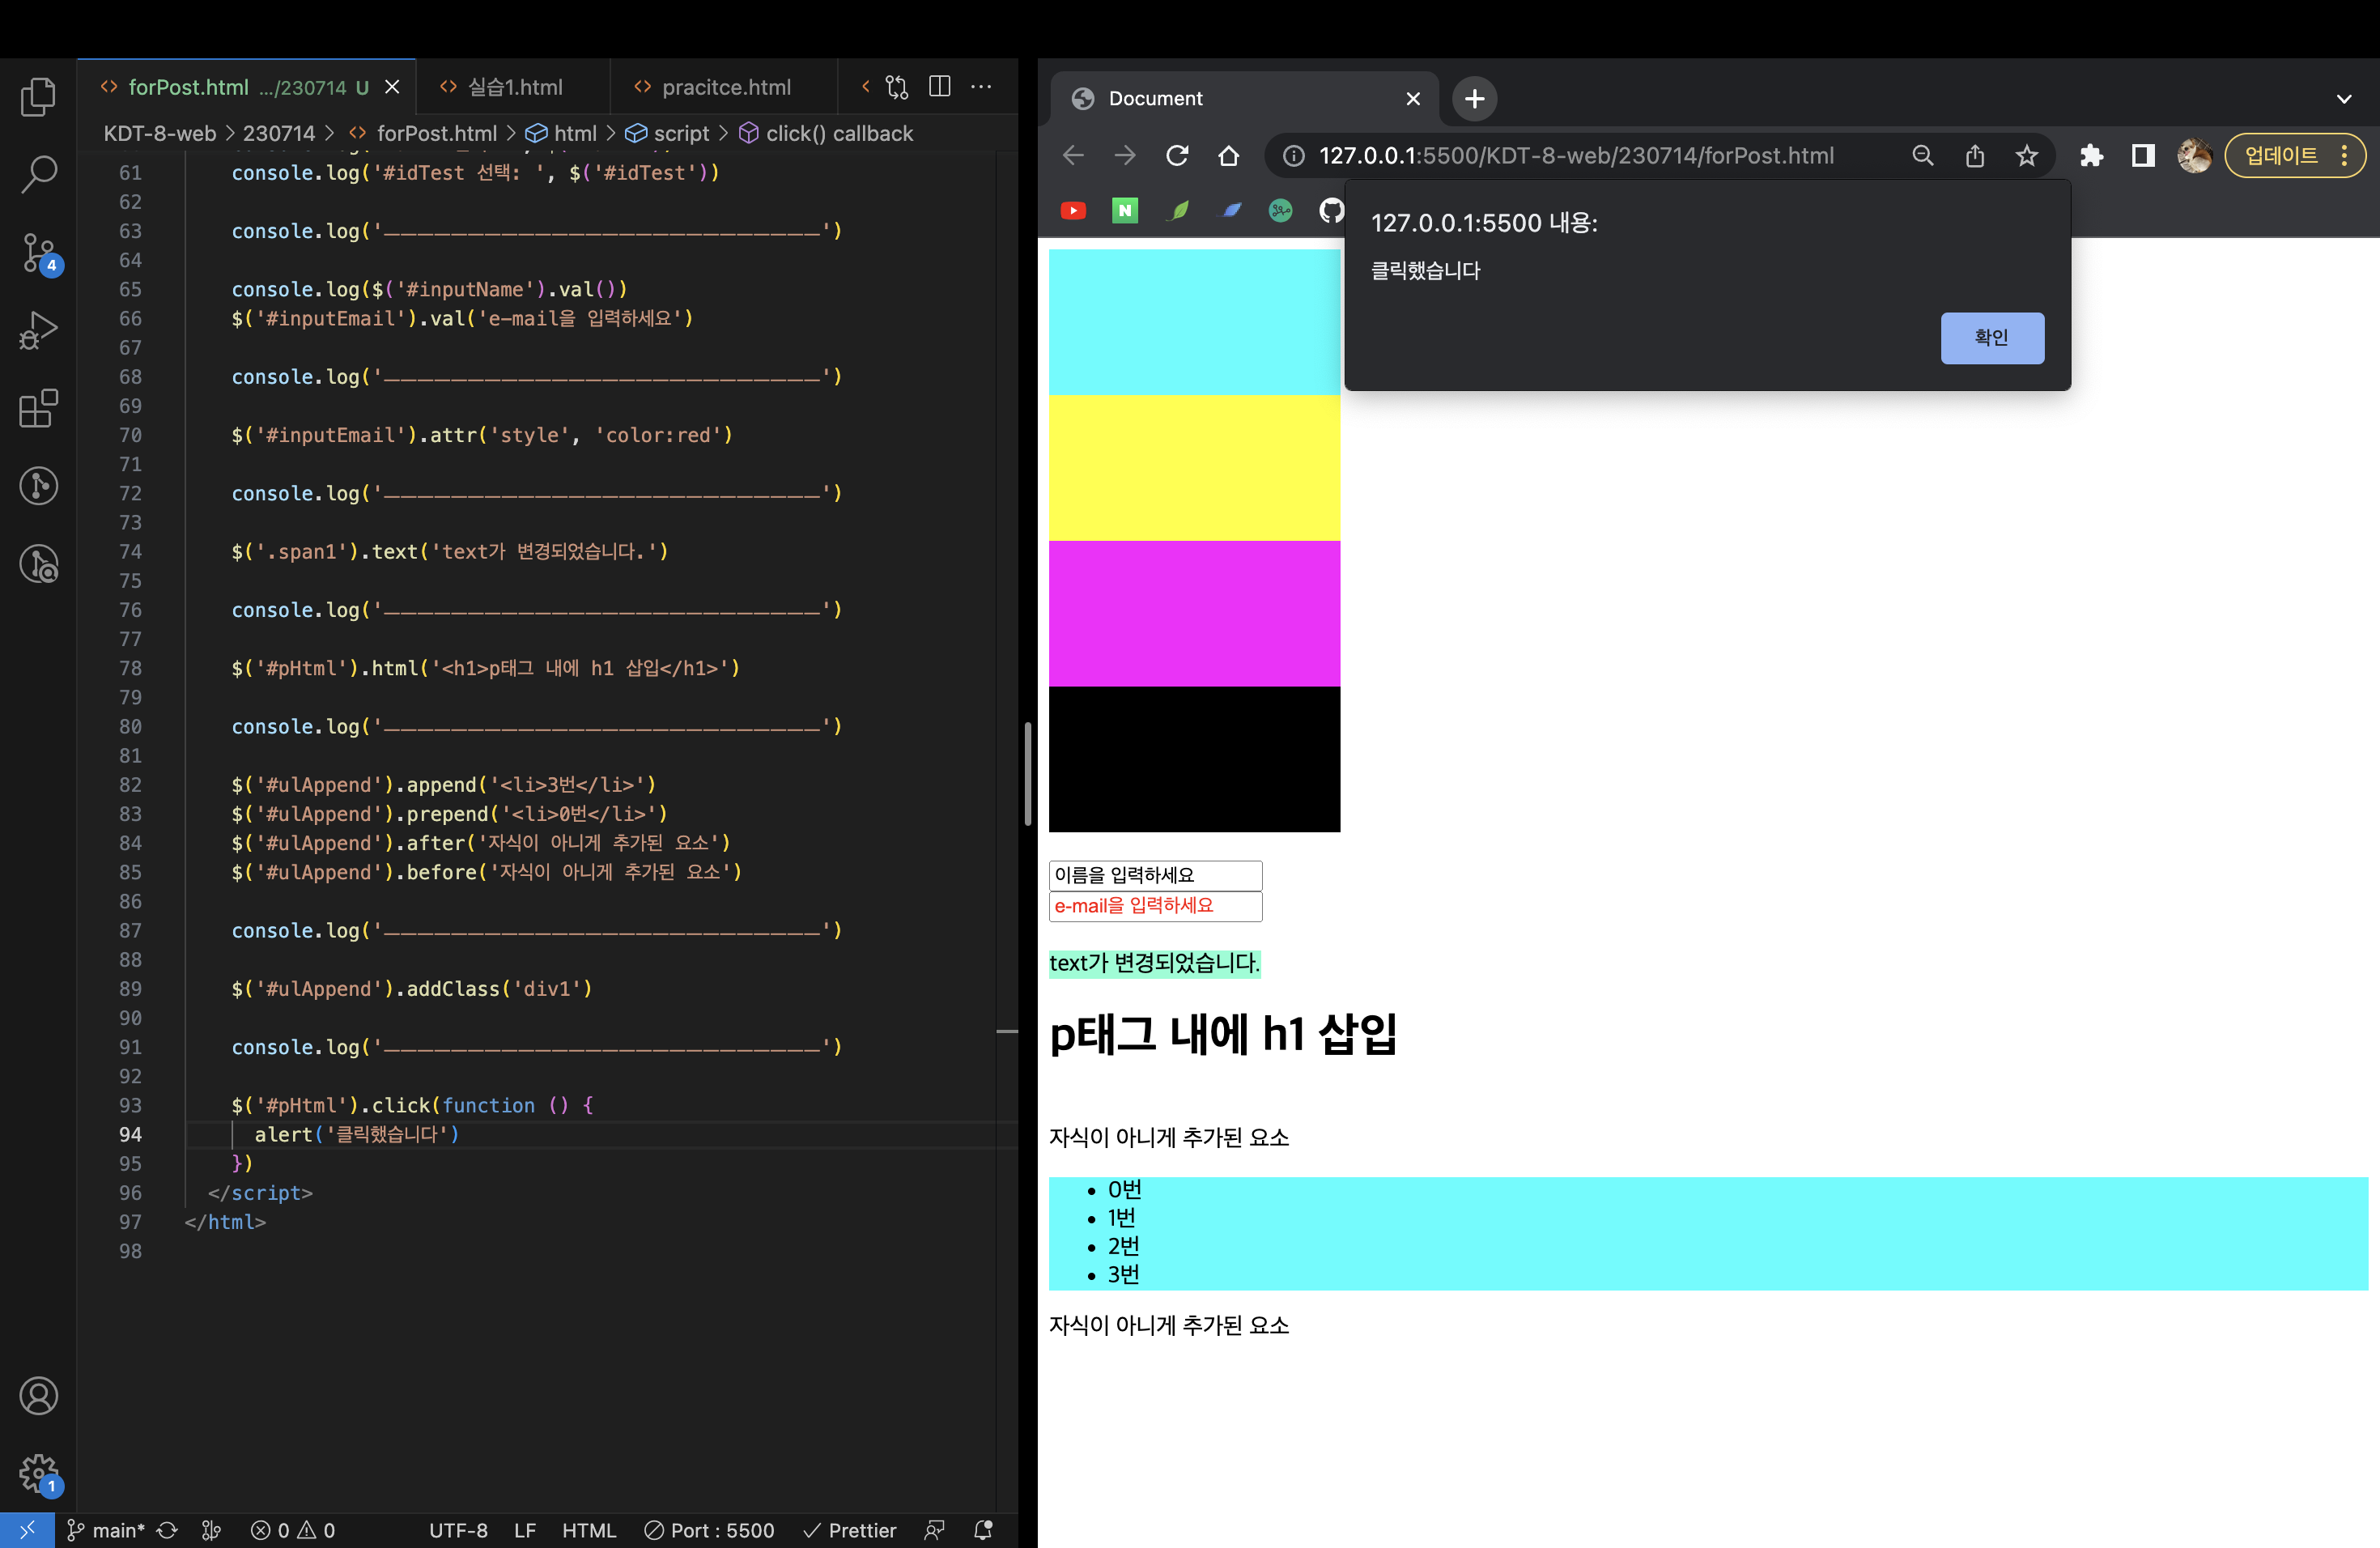 forPost.html .../230714 U
실습1.html
pracitce.html
KDT-8-web > 230714 > forPost.html > html > script > click() callback
61 console.log('#idTest 선택: ', $('#idTest'))
62
63 console.log('——————————————————————————')
64
65 console.log($('#inputName').val())
66 $('#inputEmail').val('e-mail을 입력하세요')
67
68 console.log('——————————————————————————')
69
70 $('#inputEmail').attr('style', 'color:red')
71
72 console.log('——————————————————————————')
73
74 $('.span1').text('text가 변경되었습니다.')
75
76 console.log('——————————————————————————')
77
78 $('#pHtml').html('<h1>p태그 내에 h1 삽입</h1>')
79
80 console.log('——————————————————————————')
81
82 $('#ulAppend').append('<li>3번</li>')
83 $('#ulAppend').prepend('<li>0번</li>')
84 $('#ulAppend').after('자식이 아니게 추가된 요소')
85 $('#ulAppend').before('자식이 아니게 추가된 요소')
86
87 console.log('——————————————————————————')
88
89 $('#ulAppend').addClass('div1')
90
91 console.log('——————————————————————————')
92
93 $('#pHtml').click(function () {
94 alert('클릭했습니다')
95 })
96 </script>
97 </html>
98
4
1
main*
0
0
UTF-8
LF
HTML
Port : 5500
Prettier
Document
127.0.0.1:5500/KDT-8-web/230714/forPost.html
업데이트
N
127.0.0.1:5500 내용:
클릭했습니다
확인
이름을 입력하세요
e-mail을 입력하세요
text가 변경되었습니다.
p태그 내에 h1 삽입
자식이 아니게 추가된 요소
• 0번
• 1번
• 2번
• 3번
자식이 아니게 추가된 요소